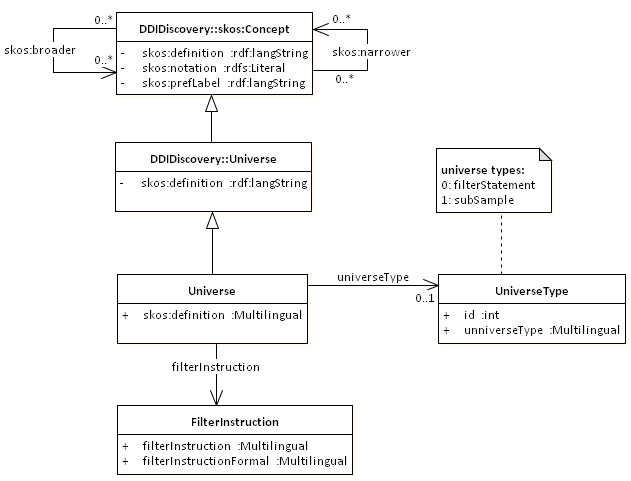 0..*
DDIDiscovery::skos:Concept
0..*
skos:broader
- skos:definition :rdf:langString
skos:narrower
0..*
- skos:notation :rdfs:Literal
- skos:prefLabel :rdf:langString
0..*
DDIDiscovery::Universe
- skos:definition :rdf:langString
universe types:
0: filterStatement
1: subSample
Universe
+ skos:definition :Multilingual
universeType
0..1
UniverseType
+ id :int
+ unniverseType :Multilingual
filterInstruction
FilterInstruction
+ filterInstruction :Multilingual
+ filterInstructionFormal :Multilingual